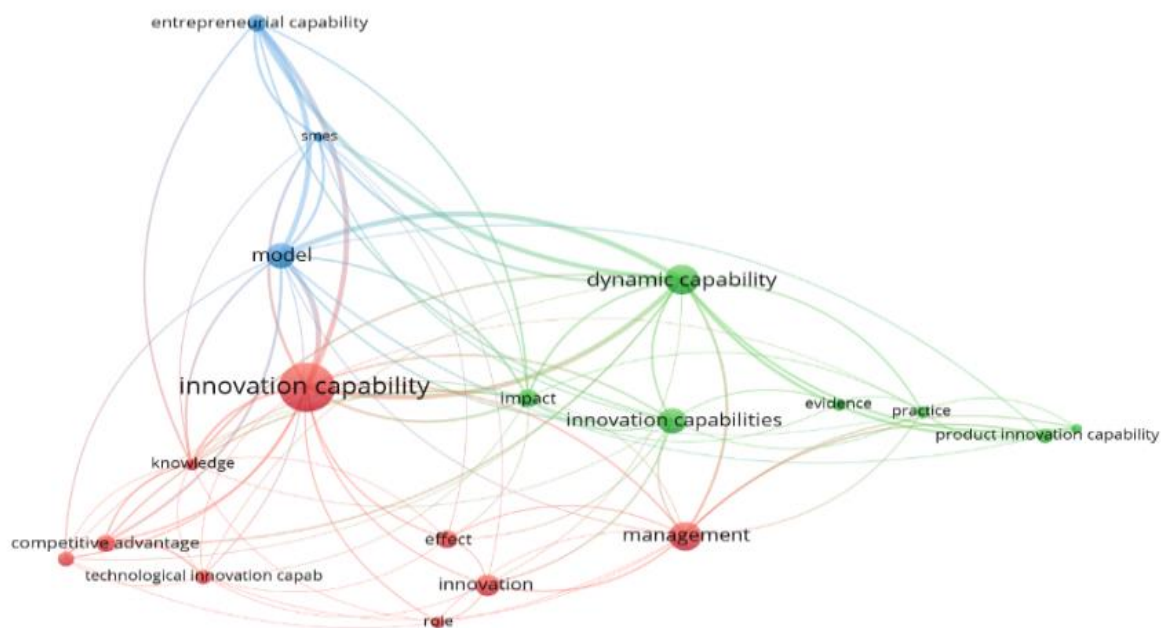 entrepreneurial capability
smes
model
dynamic capability
innovation capability
impact
evidence
practice
innovation capabilities
product innovation capability
knowledge
management
effect
competitive advantage
technological innovation capab
innovation
role